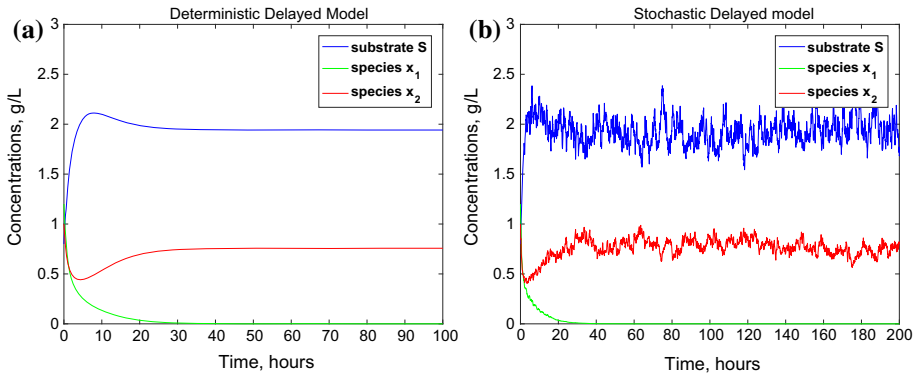 (a)
Deterministic Delayed Model
3
2.5
2
1.5
1
0.5
0
Concentrations, g/L
substrate S
species x1
species x2
0 10 20 30 40 50 60 70 80 90 100
Time, hours
(b)
Stochastic Delayed model
3
2.5
2
1.5
1
0.5
0
Concentrations, g/L
substrate S
species x1
species x2
0 20 40 60 80 100 120 140 160 180 200
Time, hours